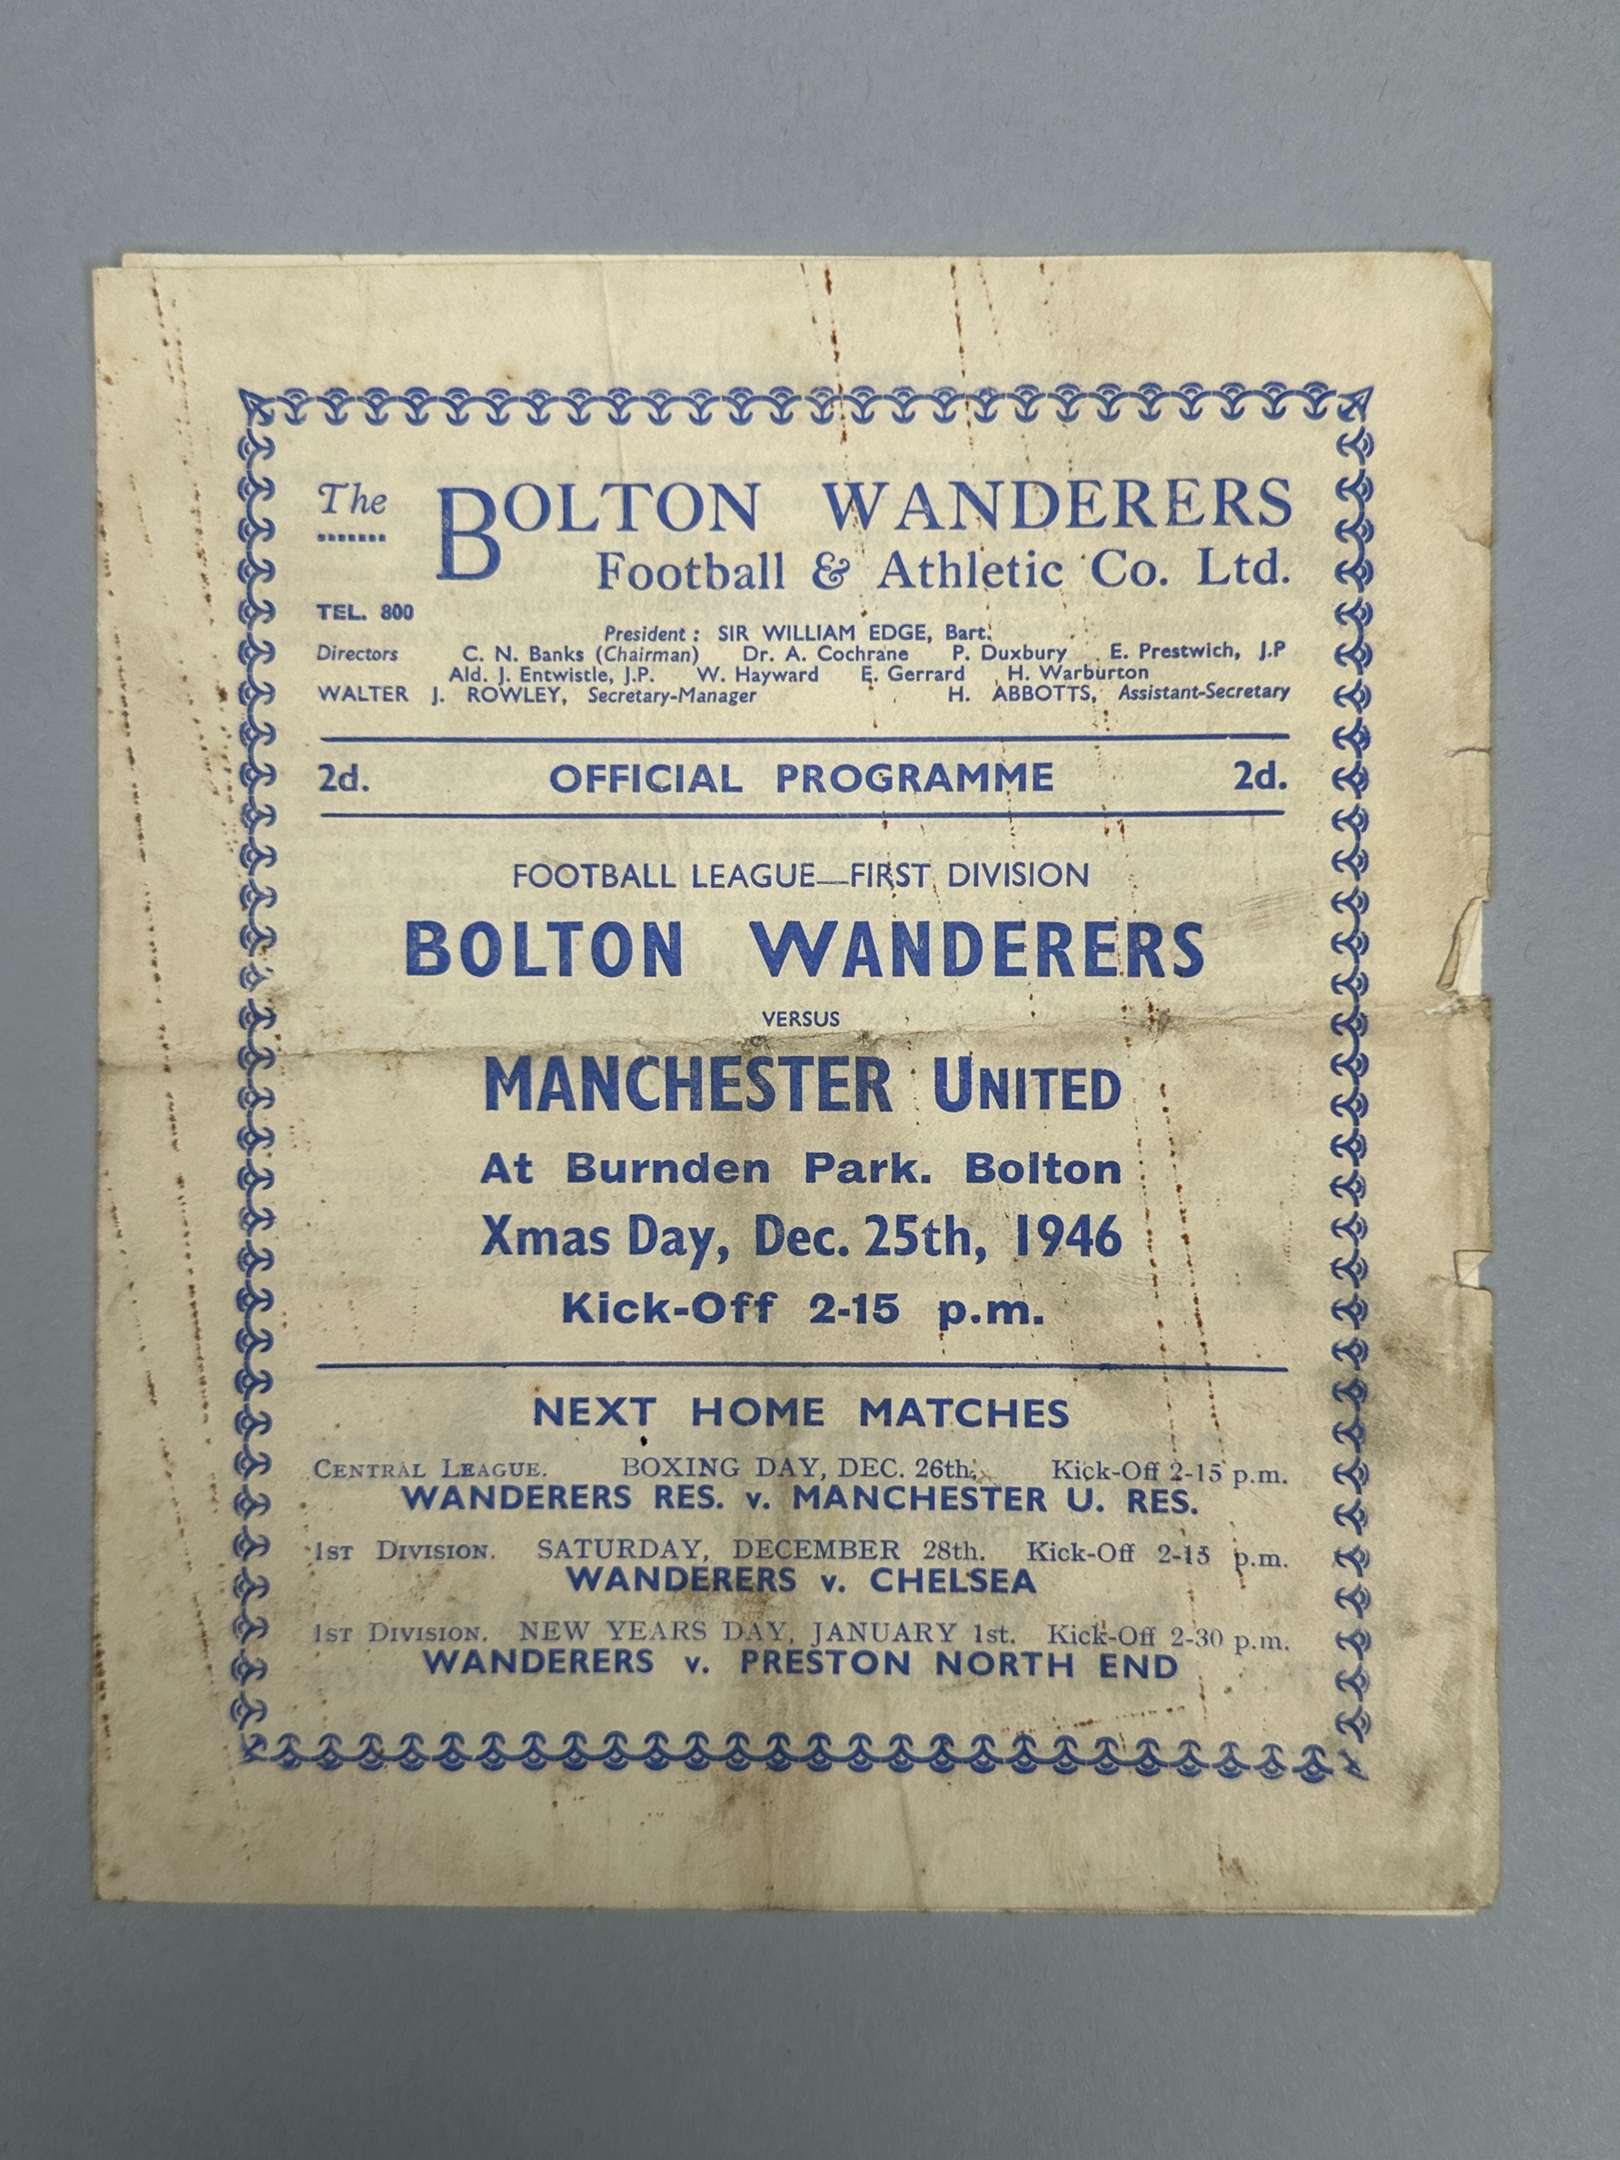 The BOLTON WANDERERS
Football & Athletic Co. Ltd.
TEL. 800
President : SIR WILLIAM EDGE, Bart.
Directors C. N. Banks (Chairman) Dr. A. Cochrane P. Duxbury E. Prestwich, J.P
Ald. J. Entwistle, J.P. W. Hayward E. Gerrard H. Warburton
WALTER J. ROWLEY, Secretary-Manager H. ABBOTTS, Assistant-Secretary
2d. OFFICIAL PROGRAMME 2d.
FOOTBALL LEAGUE—FIRST DIVISION
BOLTON WANDERERS
VERSUS
MANCHESTER UNITED
At Burnden Park. Bolton
Xmas Day, Dec. 25th, 1946
Kick-Off 2-15 p.m.
NEXT HOME MATCHES
CENTRAL LEAGUE. BOXING DAY, DEC. 26th. Kick-Off 2-15 p.m.
WANDERERS RES. v. MANCHESTER U. RES.
1ST DIVISION. SATURDAY, DECEMBER 28th. Kick-Off 2-15 p.m.
WANDERERS v. CHELSEA
1ST DIVISION. NEW YEARS DAY, JANUARY 1st. Kick-Off 2-30 p.m.
WANDERERS v. PRESTON NORTH END